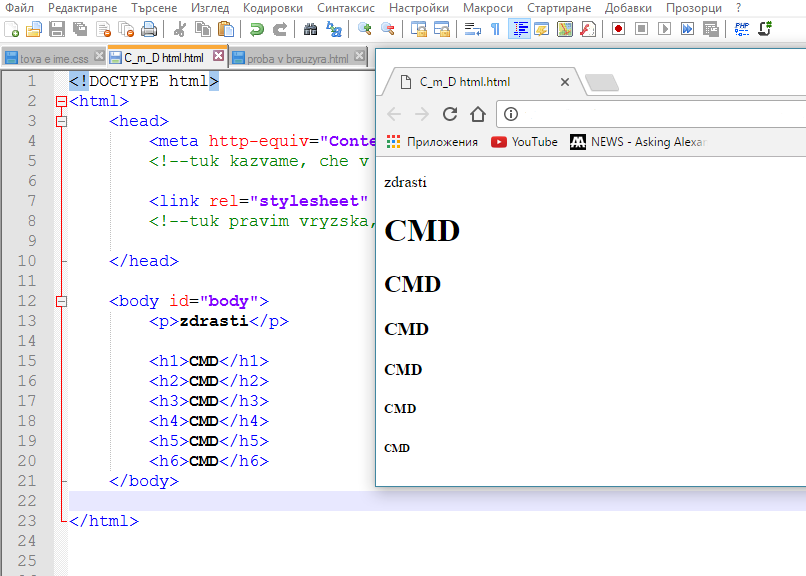 Файл Редактиране Търсене Изглед Кодировки Синтаксис Настройки Макроси Стартиране Добавки Прозорци ?
tova e ime.css C_m_D html.html proba v brauzyra.html
1 <!DOCTYPE html>
2 <html>
3 <head>
4 <meta http-equiv="Conte
5 <!--tuk kazvame, che v
6
7 <link rel="stylesheet"
8 <!--tuk pravim vryzska,
9
10 </head>
11
12 <body id="body">
13 <p>zdrasti</p>
14
15 <h1>CMD</h1>
16 <h2>CMD</h2>
17 <h3>CMD</h3>
18 <h4>CMD</h4>
19 <h5>CMD</h5>
20 <h6>CMD</h6>
21 </body>
22
23 </html>
24
25
C_m_D html.html
Приложения YouTube NEWS - Asking Alexar
zdrasti
CMD
CMD
CMD
CMD
CMD
CMD